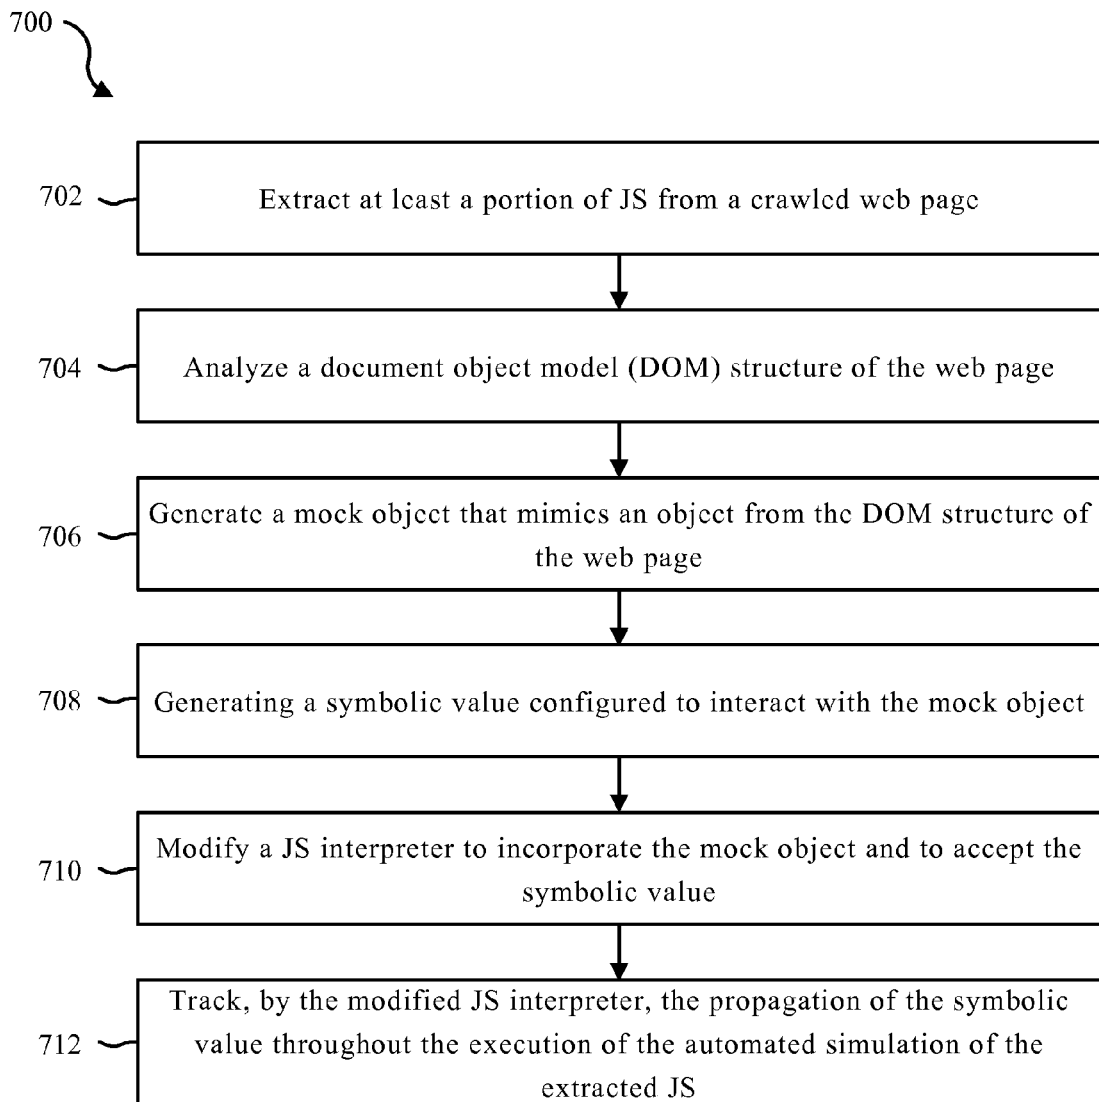 700
702
Extract at least a portion of JS from a crawled web page
704
Analyze a document object model (DOM) structure of the web page
706
Generate a mock object that mimics an object from the DOM structure of
the web page
708
Generating a symbolic value configured to interact with the mock object
710
Modify a JS interpreter to incorporate the mock object and to accept the
symbolic value
712
Track, by the modified JS interpreter, the propagation of the symbolic
value throughout the execution of the automated simulation of the
extracted JS